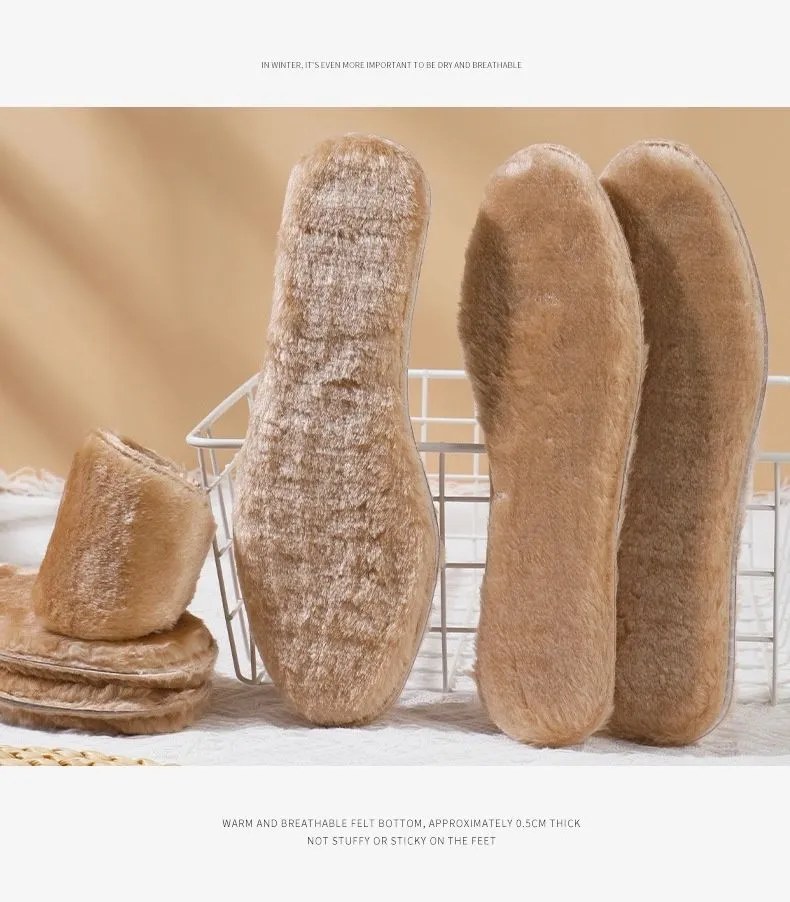 IN WINTER, IT'S EVEN MORE IMPORTANT TO BE DRY AND BREATHABLE
WARM AND BREATHABLE FELT BOTTOM, APPROXIMATELY 0.5CM THICK
NOT STUFFY OR STICKY ON THE FEET